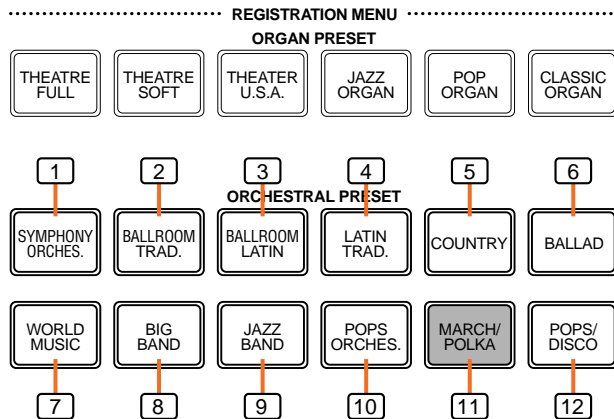 REGISTRATION MENU
ORGAN PRESET
THEATRE FULL
THEATRE SOFT
THEATER U.S.A.
JAZZ ORGAN
POP ORGAN
CLASSIC ORGAN
1 2 3 4 5 6
ORCHESTRAL PRESET
SYMPHONY ORCHES.
BALLROOM TRAD.
BALLROOM LATIN
LATIN TRAD.
COUNTRY
BALLAD
WORLD MUSIC
BIG BAND
JAZZ BAND
POPS ORCHES.
MARCH/ POLKA
POPS/ DISCO
7 8 9 10 11 12